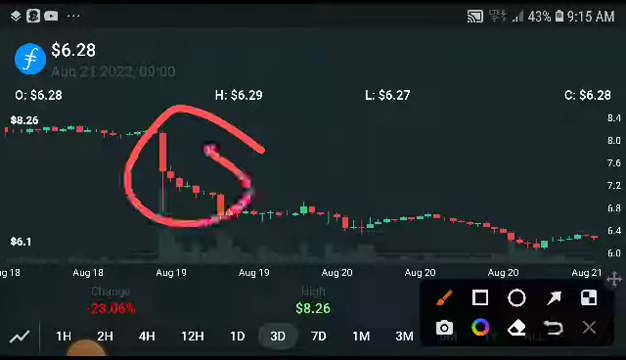 43% 9:15 AM
$6.28
Aug 21 2022/09:00
O: $6.28 H: $6.29 L: $6.27 C: $6.28
$8.26
8.4
8.0
7.6
7.2
6.8
6.4
6.0
$6.1
ug 18 Aug 18 Aug 19 Aug 19 Aug 20 Aug 20 Aug 20 Aug 21
Change High
-23.06% $8.26
1H 2H 4H 12H 1D 3D 7D 1M 3M